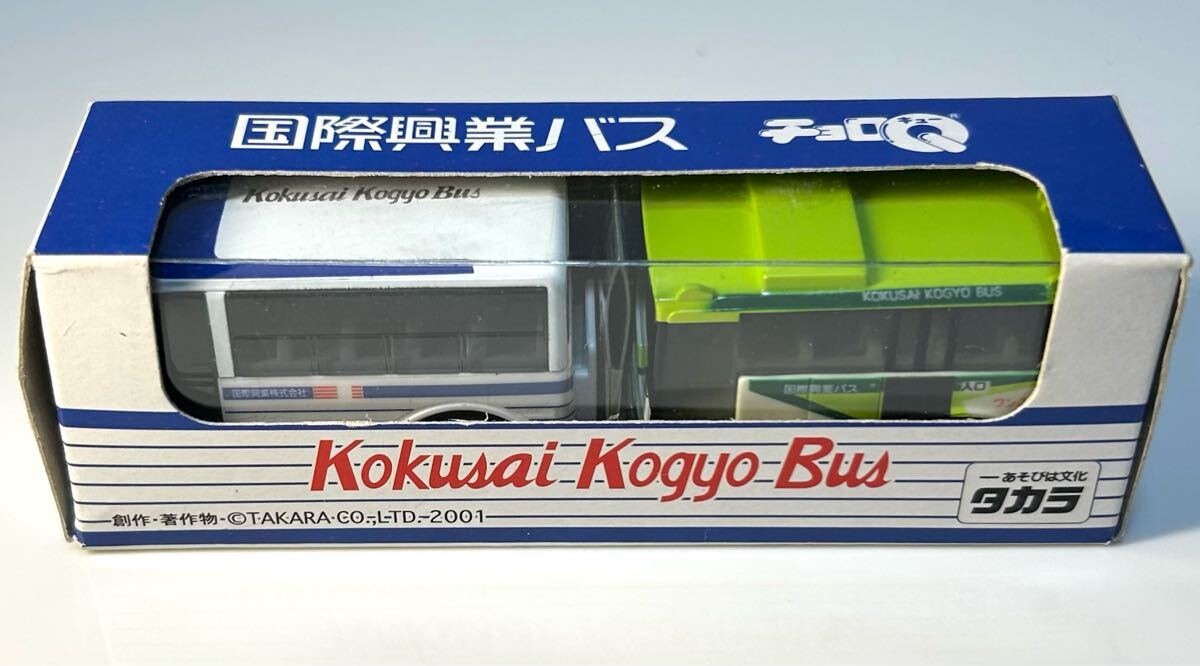 国際興業バス
チョロQ
キュー
®
Kokusai Kogyo Bus
KOKUSAI KOGYO BUS
国際興業株式会社
国際興業バス
入口
ワン
Kokusai Kogyo Bus
あそびは文化
タカラ
創作・著作物 ©TAKARA CO.,LTD. 2001